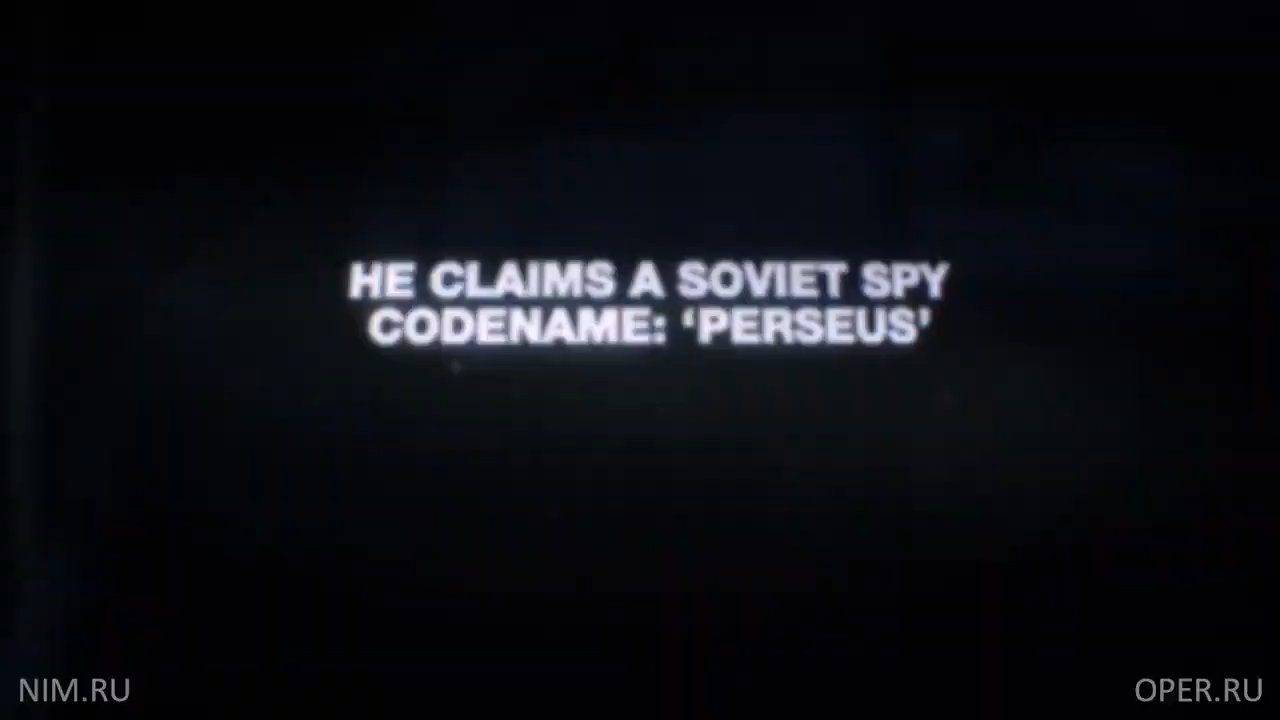 HE CLAIMS A SOVIET SPY
CODENAME: ‘PERSEUS’
NIM.RU
OPER.RU